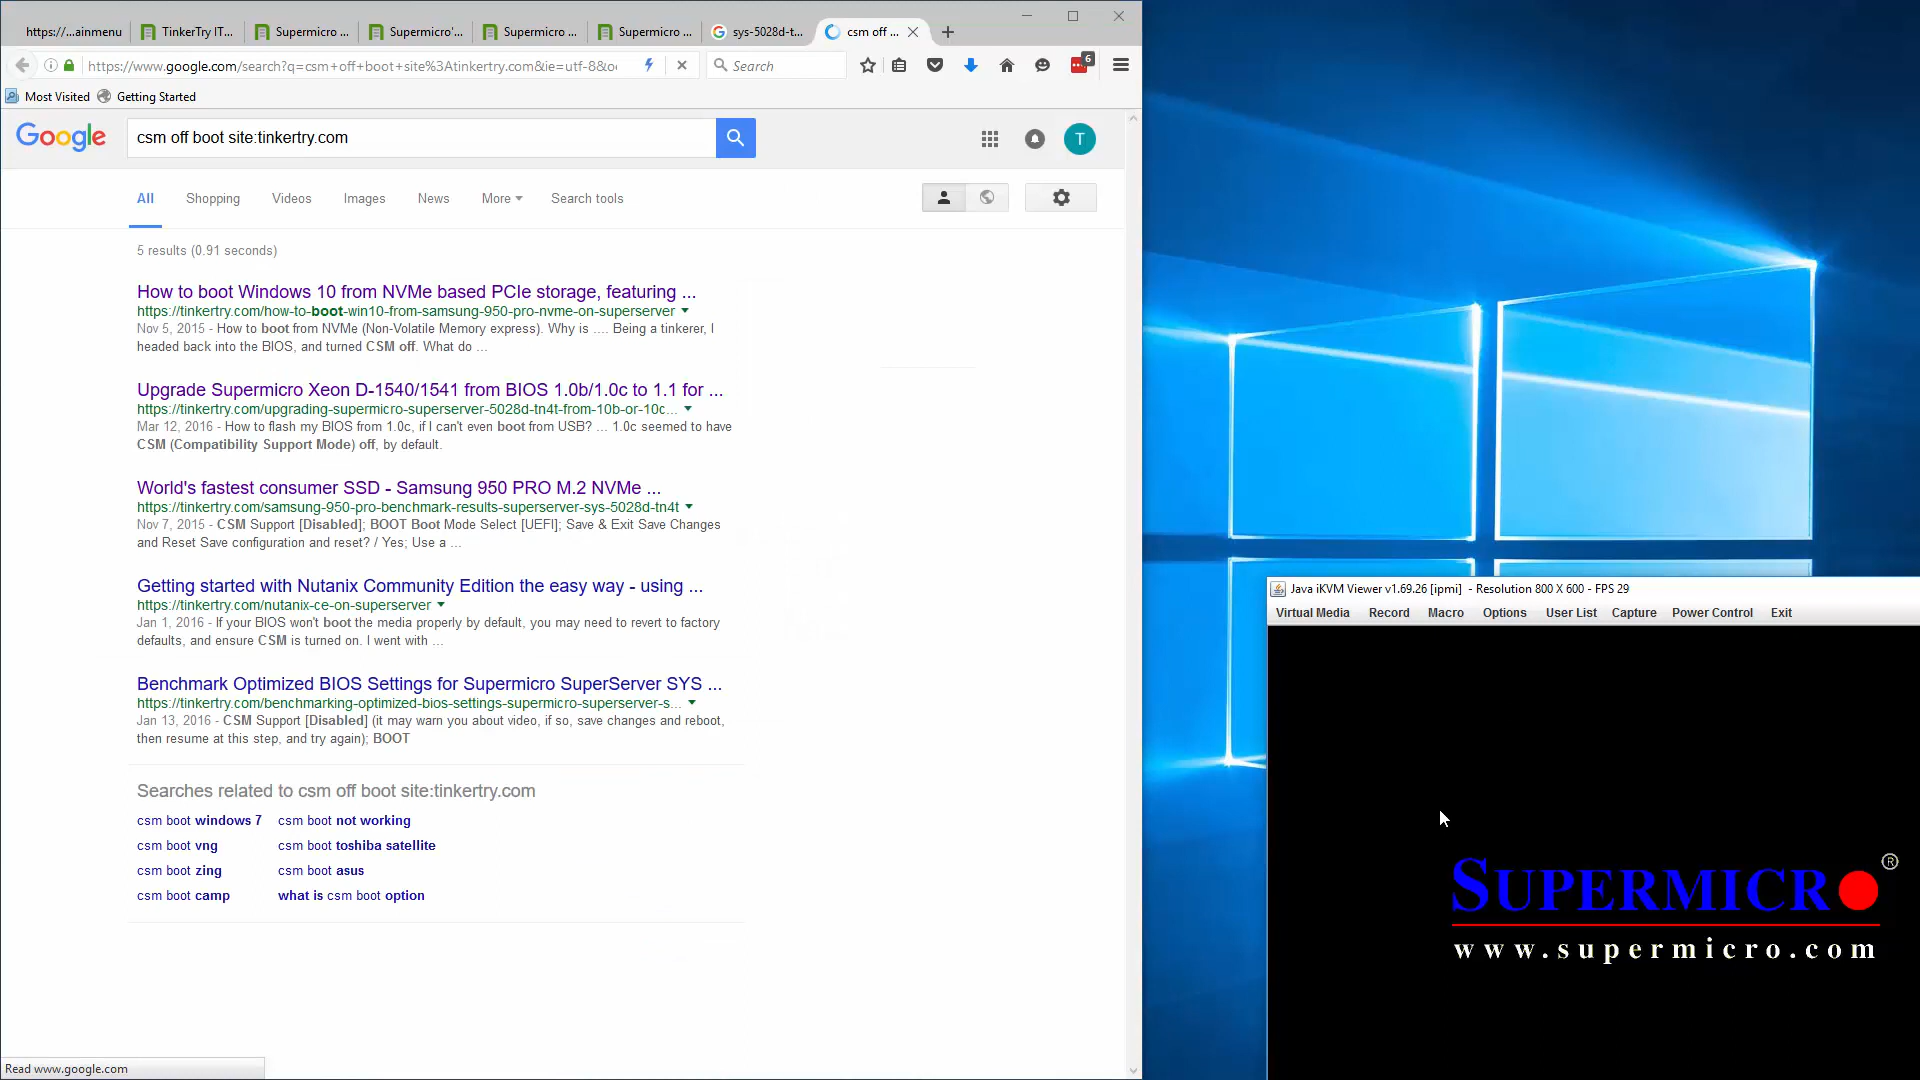 https://...ainmenu
TinkerTry IT...
Supermicro ...
Supermicro'...
Supermicro ...
Supermicro ...
sys-5028d-t...
csm off ...
https://www.google.com/search?q=csm+off+boot+site%3Atinkertry.com&ie=utf-8&oe
Search
6
Most Visited
Getting Started
Google
csm off boot site:tinkertry.com
T
All
Shopping
Videos
Images
News
More
Search tools
5 results (0.91 seconds)
How to boot Windows 10 from NVMe based PCIe storage, featuring ...
https://tinkertry.com/how-to-boot-win10-from-samsung-950-pro-nvme-on-superserver
Nov 5, 2015 - How to boot from NVMe (Non-Volatile Memory express). Why is .... Being a tinkerer, I
headed back into the BIOS, and turned CSM off. What do ...
Upgrade Supermicro Xeon D-1540/1541 from BIOS 1.0b/1.0c to 1.1 for ...
https://tinkertry.com/upgrading-supermicro-superserver-5028d-tn4t-from-10b-or-10c...
Mar 12, 2016 - How to flash my BIOS from 1.0c, if I can't even boot from USB? ... 1.0c seemed to have
CSM (Compatibility Support Mode) off, by default.
World's fastest consumer SSD - Samsung 950 PRO M.2 NVMe ...
https://tinkertry.com/samsung-950-pro-benchmark-results-superserver-sys-5028d-tn4t
Nov 7, 2015 - CSM Support [Disabled]; BOOT Boot Mode Select [UEFI]; Save & Exit Save Changes
and Reset Save configuration and reset? / Yes; Use a ...
Getting started with Nutanix Community Edition the easy way - using ...
https://tinkertry.com/nutanix-ce-on-superserver
Jan 1, 2016 - If your BIOS won't boot the media properly by default, you may need to revert to factory
defaults, and ensure CSM is turned on. I went with ...
Benchmark Optimized BIOS Settings for Supermicro SuperServer SYS ...
https://tinkertry.com/benchmarking-optimized-bios-settings-supermicro-superserver-s...
Jan 13, 2016 - CSM Support [Disabled] (it may warn you about video, if so, save changes and reboot,
then resume at this step, and try again); BOOT
Searches related to csm off boot site:tinkertry.com
csm boot windows 7
csm boot not working
csm boot vng
csm boot toshiba satellite
csm boot zing
csm boot asus
csm boot camp
what is csm boot option
Read www.google.com
Java iKVM Viewer v1.69.26 [ipmi] - Resolution 800 X 600 - FPS 29
Virtual Media
Record
Macro
Options
User List
Capture
Power Control
Exit
SUPERMICRO®
www.supermicro.com